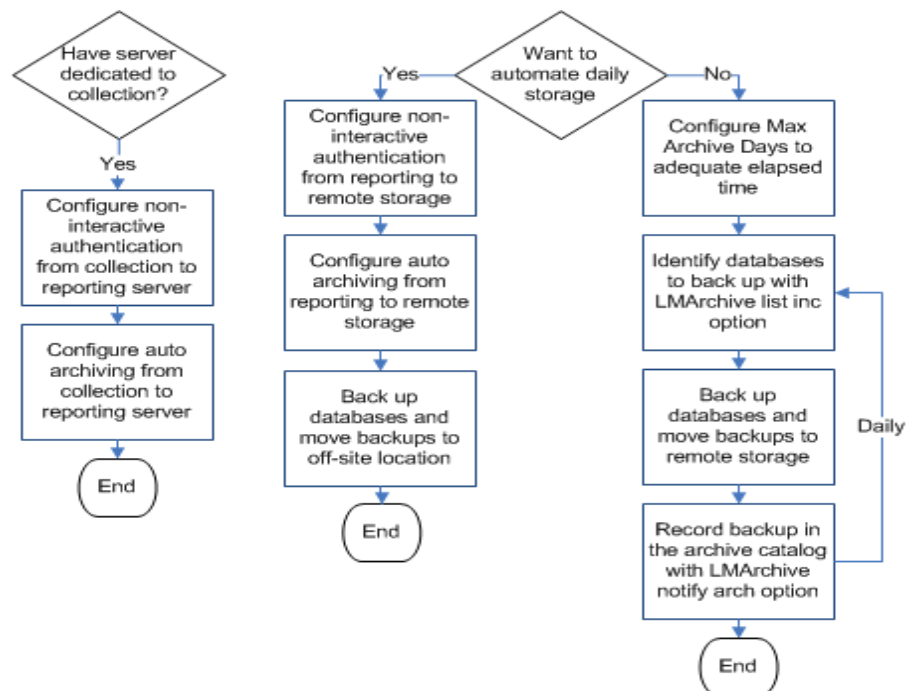 Have server
dedicated to
collection?
Yes
Configure non-
interactive
authentication
from collection to
reporting server
Configure auto
archiving from
collection to
reporting server
End
Want to
automate daily
storage
Yes
No
Configure non-
interactive
authentication
from reporting to
remote storage
Configure auto
archiving from
reporting to remote
storage
Back up
databases and
move backups to
off-site location
End
Configure Max
Archive Days to
adequate elapsed
time
Identify databases
to back up with
LMArchive list inc
option
Back up
databases and
move backups to
remote storage
Daily
Record backup in
the archive catalog
with LMArchive
notify arch option
End